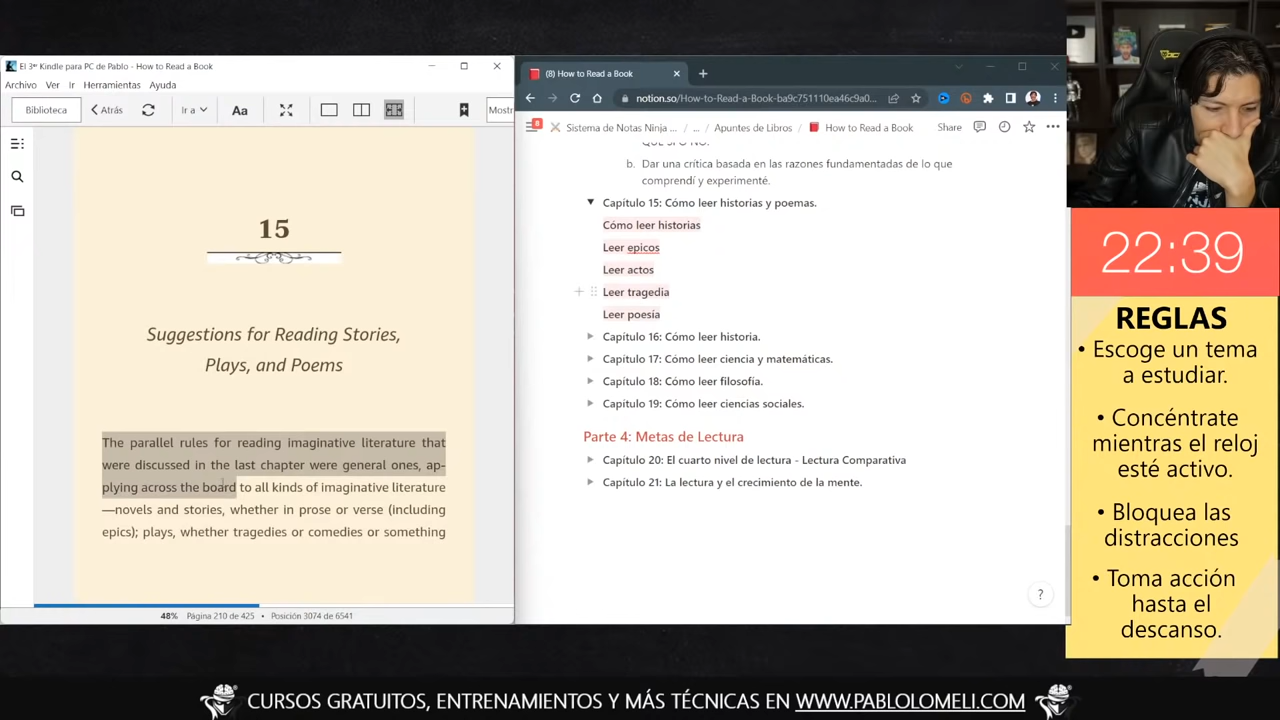 El 3er Kindle para PC de Pablo - How to Read a Book
Archivo Ver Ir Herramientas Ayuda
Biblioteca Atrás Ir a Aa Mostr
15
Suggestions for Reading Stories,
Plays, and Poems
The parallel rules for reading imaginative literature that
were discussed in the last chapter were general ones, ap-
plying across the board to all kinds of imaginative literature
—novels and stories, whether in prose or verse (including
epics); plays, whether tragedies or comedies or something
48% Página 210 de 425 • Posición 3074 de 6541
(8) How to Read a Book
notion.so/How-to-Read-a-Book-ba9c751110ea46c9a0...
8 Sistema de Notas Ninja ... / ... / Apuntes de Libros / How to Read a Book Share
QUE SI O NO.
b. Dar una crítica basada en las razones fundamentadas de lo que
comprendí y experimenté.
Capítulo 15: Cómo leer historias y poemas.
Cómo leer historias
Leer epicos
Leer actos
Leer tragedia
Leer poesía
Capítulo 16: Cómo leer historia.
Capítulo 17: Cómo leer ciencia y matemáticas.
Capítulo 18: Cómo leer filosofía.
Capítulo 19: Cómo leer ciencias sociales.
Parte 4: Metas de Lectura
Capítulo 20: El cuarto nivel de lectura - Lectura Comparativa
Capítulo 21: La lectura y el crecimiento de la mente.
?
22:39
REGLAS
• Escoge un tema
a estudiar.
• Concéntrate
mientras el reloj
esté activo.
• Bloquea las
distracciones
• Toma acción
hasta el
descanso.
CURSOS GRATUITOS, ENTRENAMIENTOS Y MÁS TÉCNICAS EN WWW.PABLOLOMELI.COM